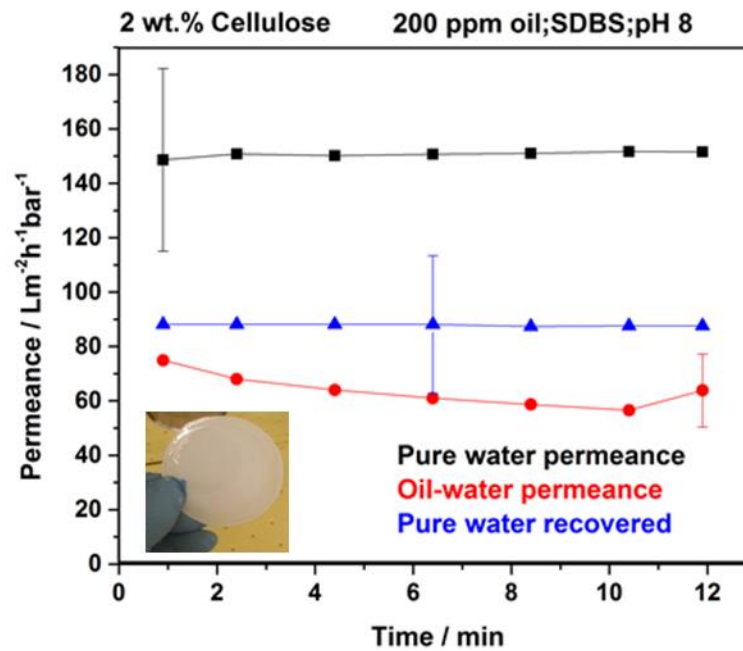 2 wt.% Cellulose 200 ppm oil;SDBS;pH 8
Permeance / Lm⁻²h⁻¹bar⁻¹
180
160
140
120
100
80
60
40
20
0
Pure water permeance
Oil-water permeance
Pure water recovered
0 2 4 6 8 10 12
Time / min